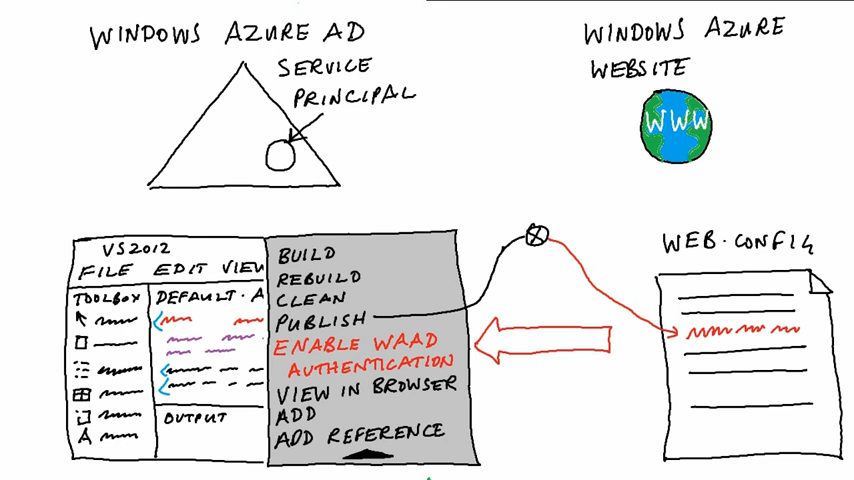 WINDOWS AZURE AD
SERVICE
PRINCIPAL
WINDOWS AZURE
WEBSITE
WWW
VS2012
FILE EDIT VIEW
TOOLBOX
DEFAULT.A
OUTPUT
BUILD
REBUILD
CLEAN
PUBLISH
ENABLE WAAD
AUTHENTICATION
VIEW IN BROWSER
ADD
ADD REFERENCE
WEB.CONFIG